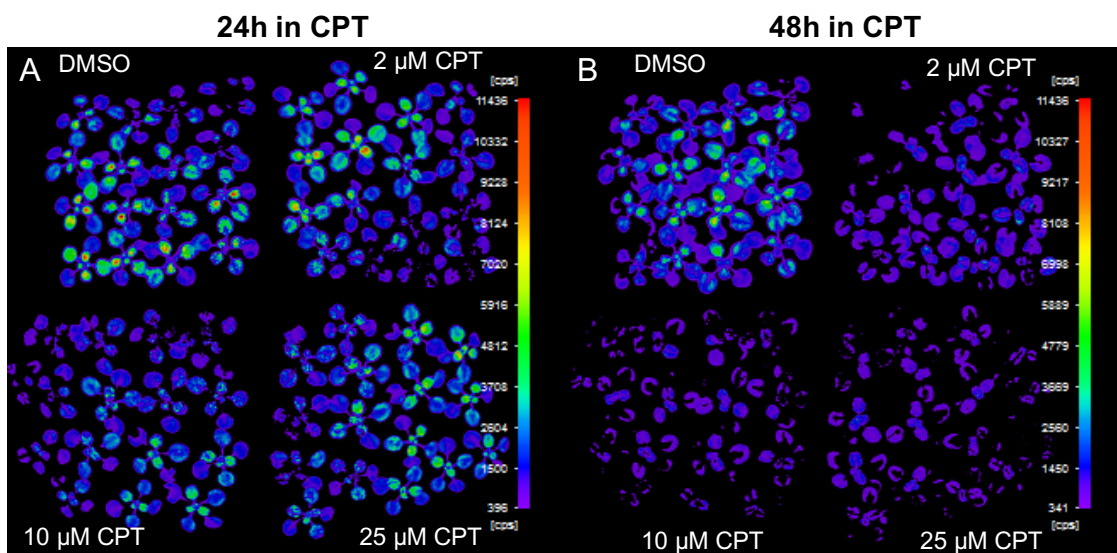 24h in CPT
48h in CPT
A
DMSO
2 µM CPT
[cps]
11436
10332
9228
8124
7020
5916
4812
3708
2604
1500
396
[cps]
10 µM CPT
25 µM CPT
B
DMSO
2 µM CPT
[cps]
11436
10327
9217
8108
6998
5889
4779
3669
2560
1450
341
[cps]
10 µM CPT
25 µM CPT